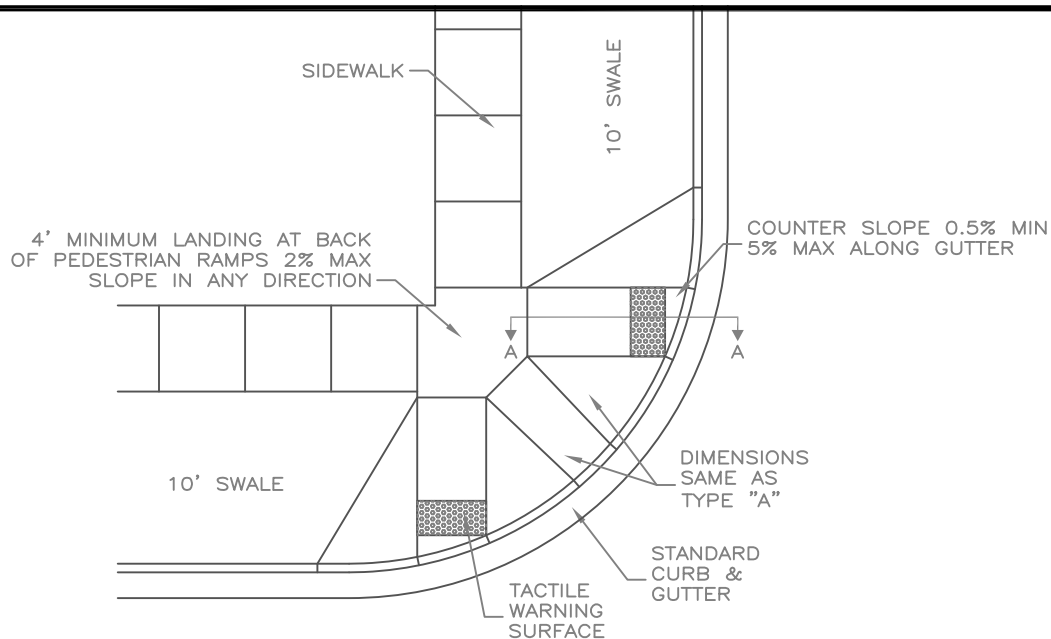 SIDEWALK
10' SWALE
4' MINIMUM LANDING AT BACK
OF PEDESTRIAN RAMPS 2% MAX
SLOPE IN ANY DIRECTION
COUNTER SLOPE 0.5% MIN
5% MAX ALONG GUTTER
A
A
10' SWALE
DIMENSIONS
SAME AS
TYPE "A"
STANDARD
CURB &
GUTTER
TACTILE
WARNING
SURFACE